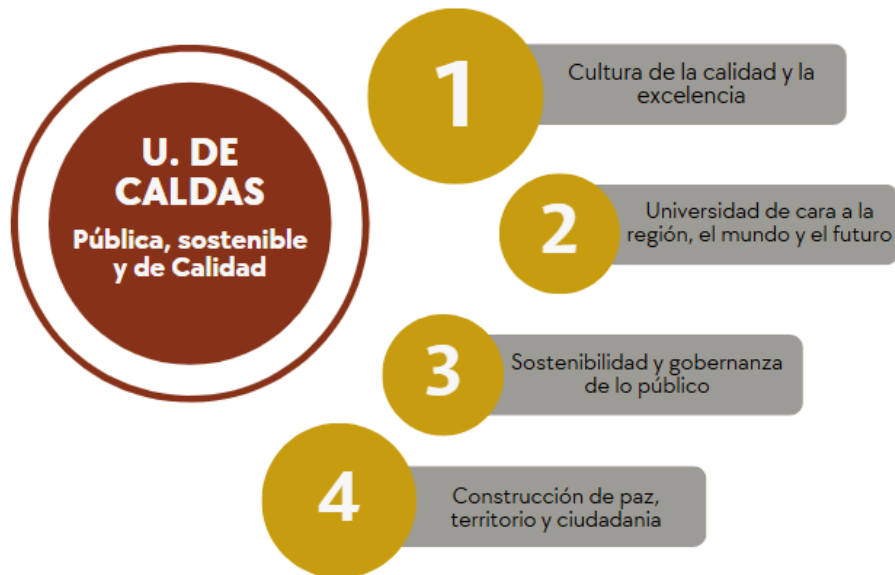 U. DE
CALDAS
Pública, sostenible
y de Calidad
1
Cultura de la calidad y la
excelencia
2
Universidad de cara a la
región, el mundo y el futuro
3
Sostenibilidad y gobernanza
de lo público
4
Construcción de paz,
territorio y ciudadania